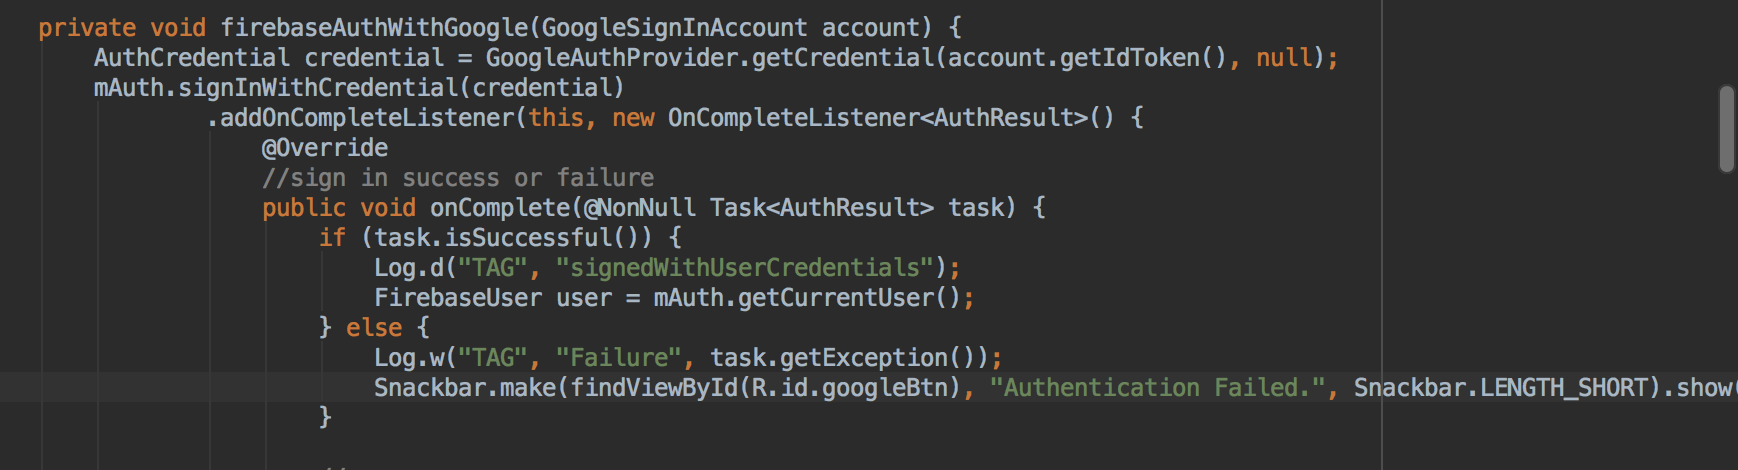 private void firebaseAuthWithGoogle(GoogleSignInAccount account) {
AuthCredential credential = GoogleAuthProvider.getCredential(account.getIdToken(), null);
mAuth.signInWithCredential(credential)
.addOnCompleteListener(this, new OnCompleteListener<AuthResult>() {
@Override
//sign in success or failure
public void onComplete(@NonNull Task<AuthResult> task) {
if (task.isSuccessful()) {
Log.d("TAG", "signedWithUserCredentials");
FirebaseUser user = mAuth.getCurrentUser();
} else {
Log.w("TAG", "Failure", task.getException());
Snackbar.make(findViewById(R.id.googleBtn), "Authentication Failed.", Snackbar.LENGTH_SHORT).show(
}